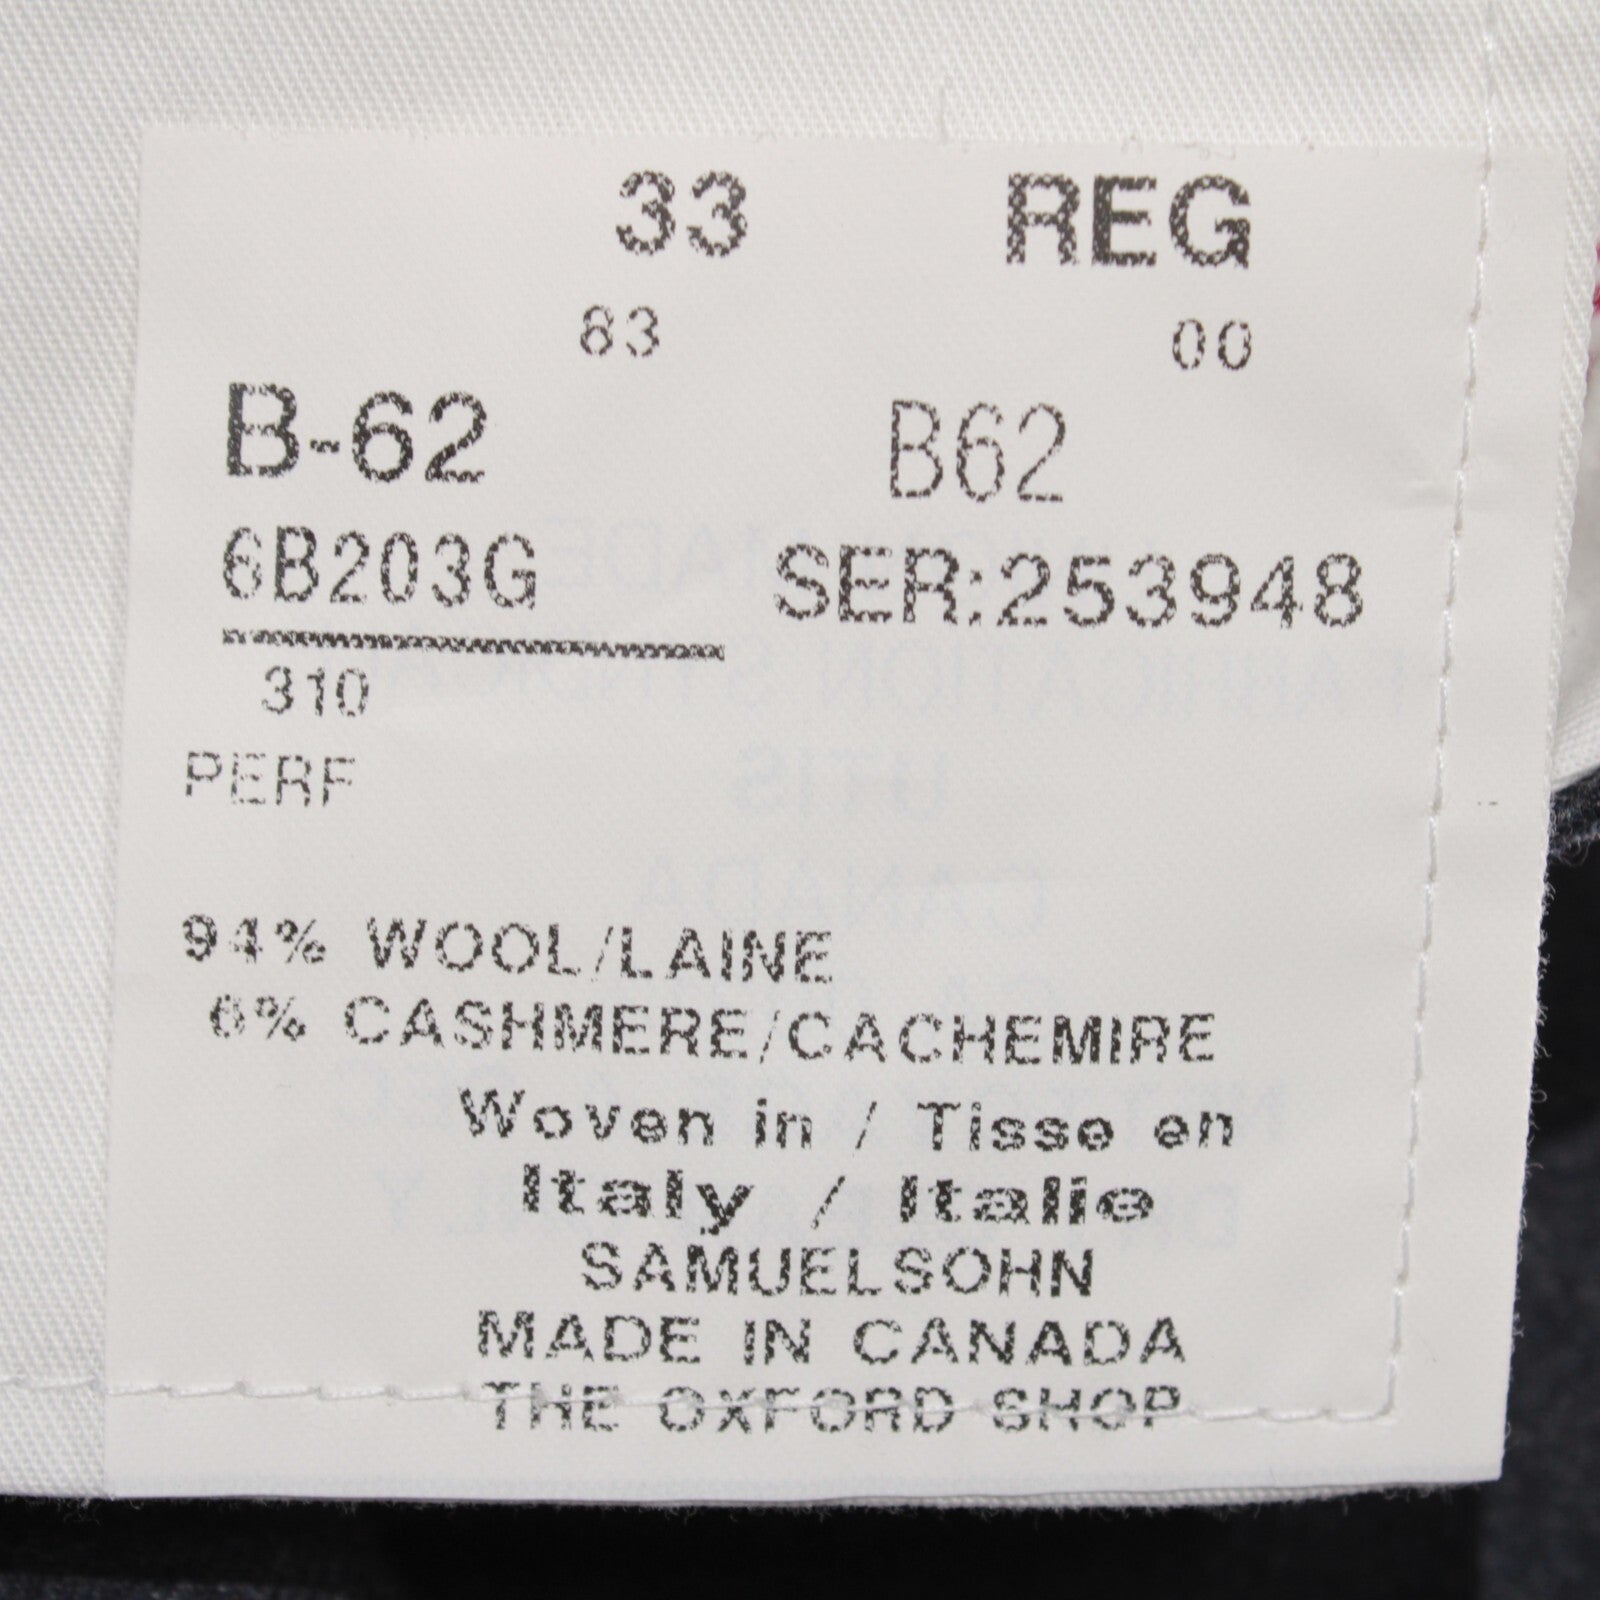 33 REG
83 00
B-62 B62
6B203G SER:253948
310
PERF
94% WOOL/LAINE
6% CASHMERE/CACHEMIRE
Woven in / Tisse en
Italy / Italie
SAMUELSOHN
MADE IN CANADA
THE OXFORD SHOP